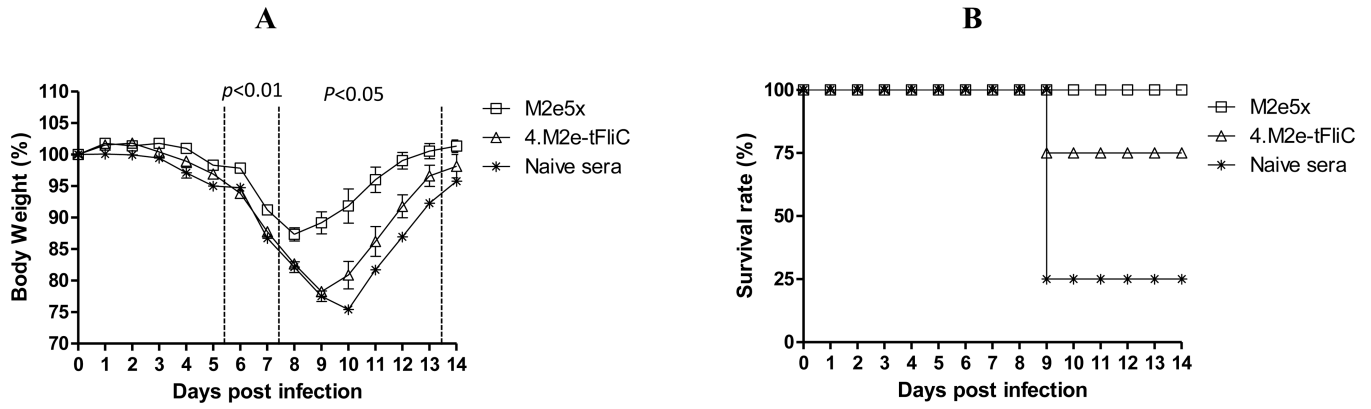 A
Body Weight (%)
110
105
100
95
90
85
80
75
70
p<0.01
P<0.05
M2e5x
4.M2e-tFliC
Naive sera
0 1 2 3 4 5 6 7 8 9 10 11 12 13 14
Days post infection
B
Survival rate (%)
100
75
50
25
0
M2e5x
4.M2e-tFliC
Naive sera
0 1 2 3 4 5 6 7 8 9 10 11 12 13 14
Days post infection